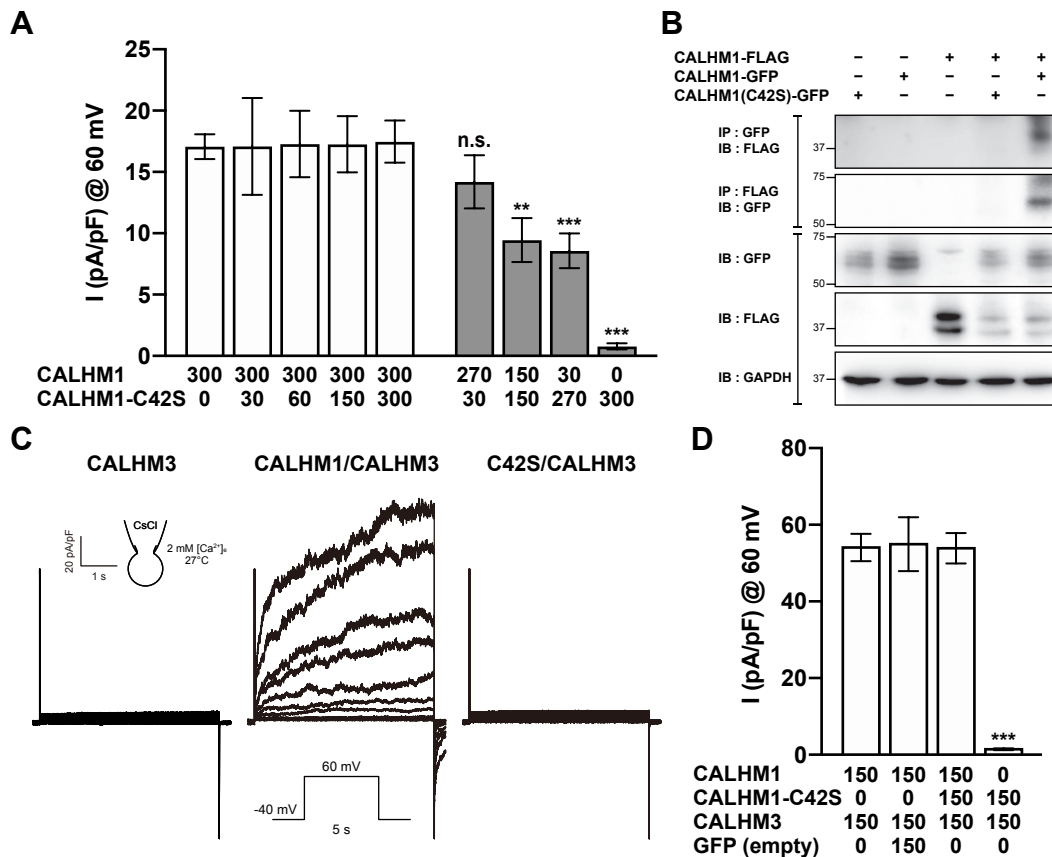 A
I (pA/pF) @ 60 mV
25
20
15
10
5
0
n.s.
**
***
***
CALHM1 300 300 300 300 300 270 150 30 0
CALHM1-C42S 0 30 60 150 300 30 150 270 300
B
CALHM1-FLAG – – + + +
CALHM1-GFP – + – – +
CALHM1(C42S)-GFP + – – + –
IP : GFP
IB : FLAG
37
IP : FLAG
IB : GFP
75
50
IB : GFP
75
50
IB : FLAG
37
IB : GAPDH
37
C
CALHM3 CALHM1/CALHM3 C42S/CALHM3
20 pA/pF
1 s
CsCl
2 mM [Ca²⁺]ₑ
27°C
60 mV
-40 mV
5 s
D
I (pA/pF) @ 60 mV
80
60
40
20
0
***
CALHM1 150 150 150 0
CALHM1-C42S 0 0 150 150
CALHM3 150 150 150 150
GFP (empty) 0 150 0 0